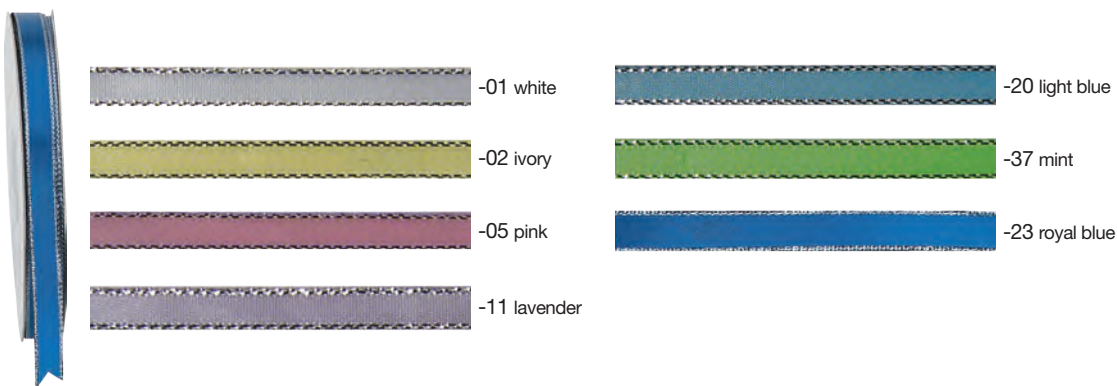 -01 white
-02 ivory
-05 pink
-11 lavender
-20 light blue
-37 mint
-23 royal blue